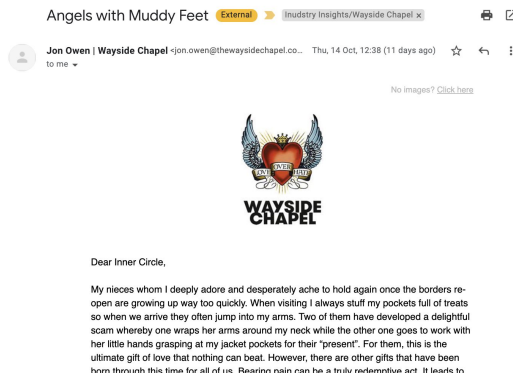 Angels with Muddy Feet External Inudstry Insights/Wayside Chapel x
Jon Owen | Wayside Chapel <jon.owen@thewaysidechapel.co... Thu, 14 Oct, 12:38 (11 days ago)
to me
No images? Click here
LOVE OVER HATE
WAYSIDE
CHAPEL
Dear Inner Circle,
My nieces whom I deeply adore and desperately ache to hold again once the borders re-
open are growing up way too quickly. When visiting I always stuff my pockets full of treats
so when we arrive they often jump into my arms. Two of them have developed a delightful
scam whereby one wraps her arms around my neck while the other one goes to work with
her little hands grasping at my jacket pockets for their “present”. For them, this is the
ultimate gift of love that nothing can beat. However, there are other gifts that have been
born through this time for all of us. Bearing pain can be a truly redemptive act. It leads to